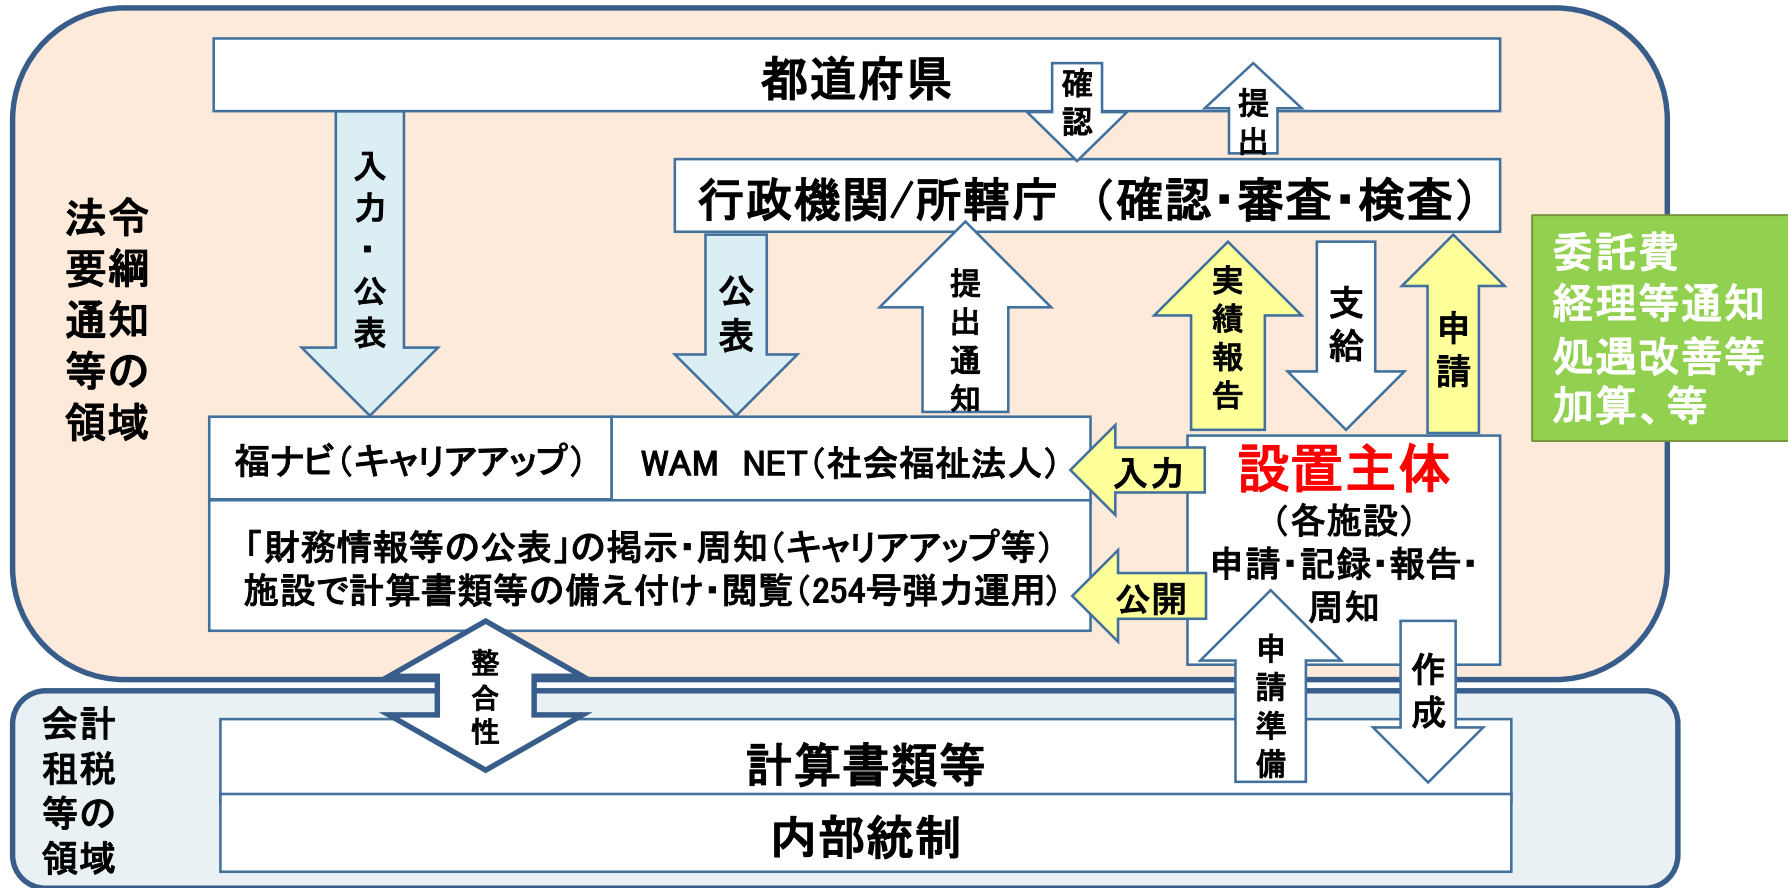 都道府県
確認
提出
行政機関/所轄庁 （確認・審査・検査）
法令
要綱
通知
等の
領域
入力・公表
公表
提出通知
実績報告
支給
申請
委託費
経理等通知
処遇改善等
加算、等
福ナビ（キャリアアップ）
WAM NET（社会福祉法人）
入力
設置主体
（各施設）
申請・記録・報告・
周知
「財務情報等の公表」の掲示・周知（キャリアアップ等）
施設で計算書類等の備え付け・閲覧（254号弾力運用）
公開
整合性
申請準備
作成
会計
租税
等の
領域
計算書類等
内部統制